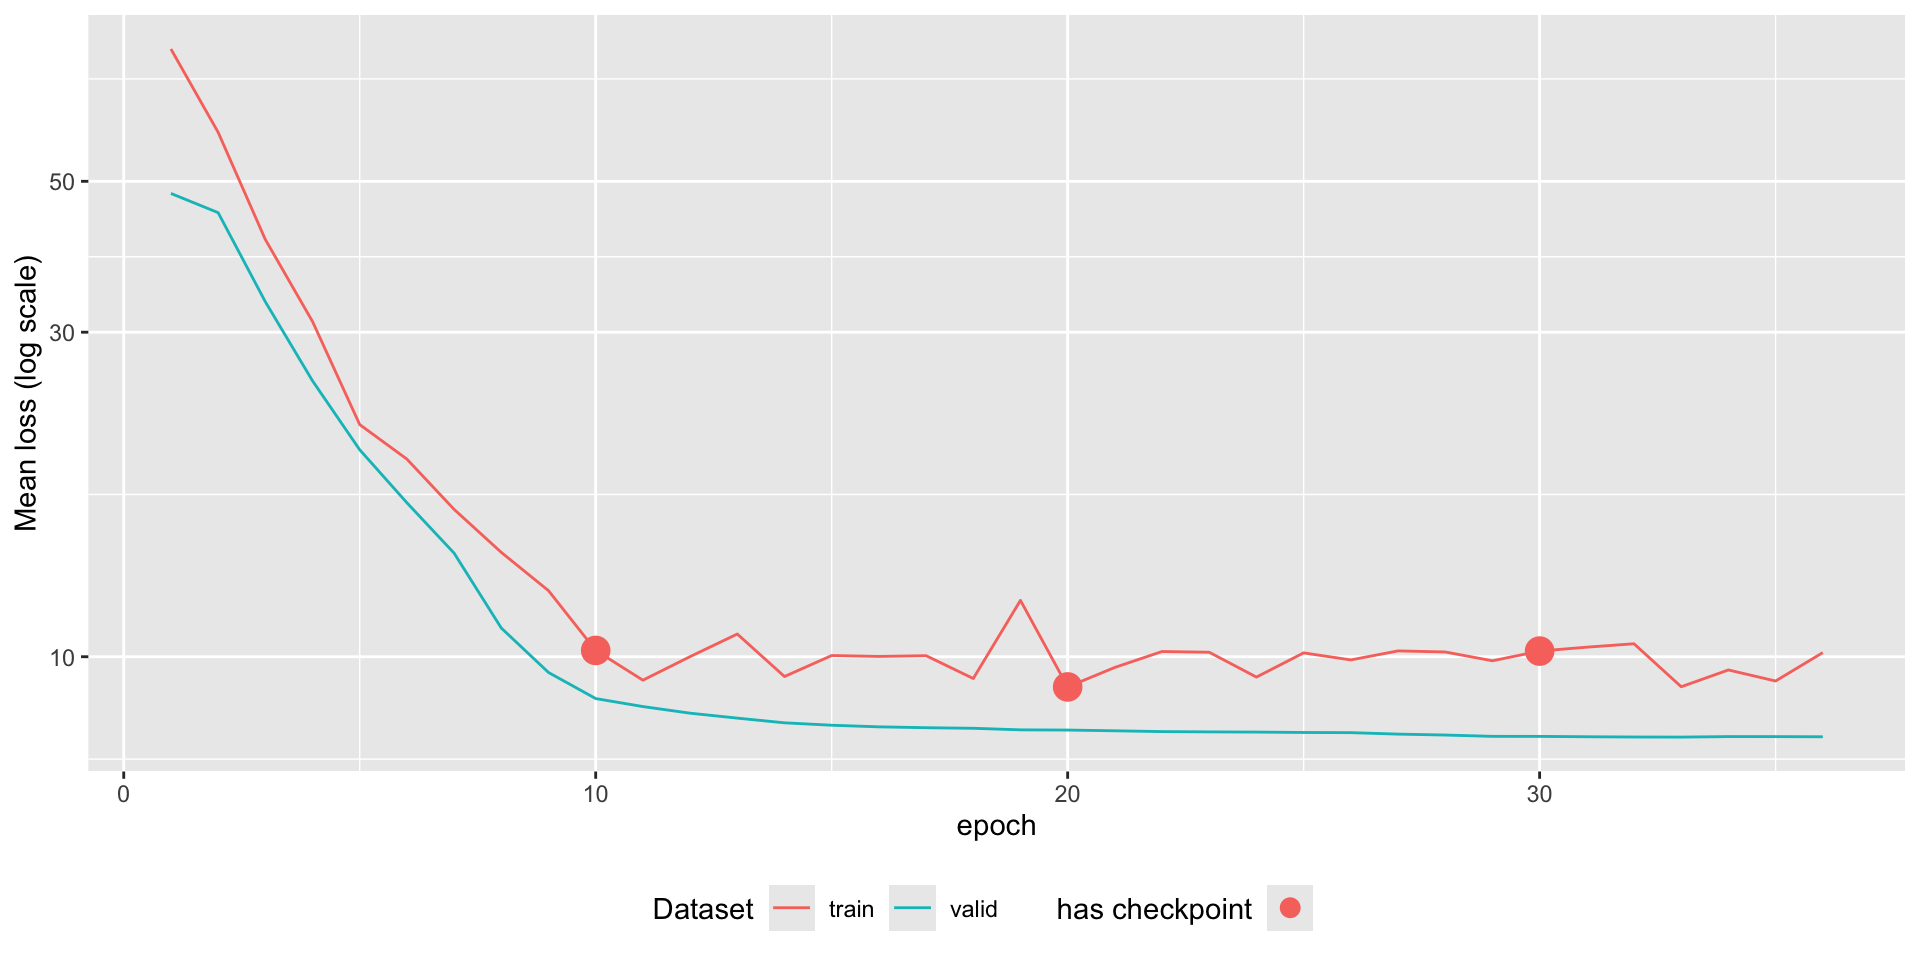 Mean loss (log scale)
50
30
10
0 10 20 30
epoch
Dataset train valid has checkpoint